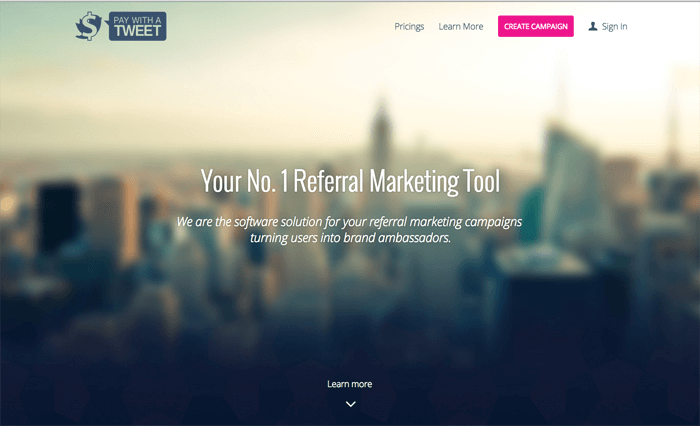 $ PAY WITH A
TWEET
Pricings
Learn More
CREATE CAMPAIGN
Sign In
Your No. 1 Referral Marketing Tool
We are the software solution for your referral marketing campaigns
turning users into brand ambassadors.
Learn more